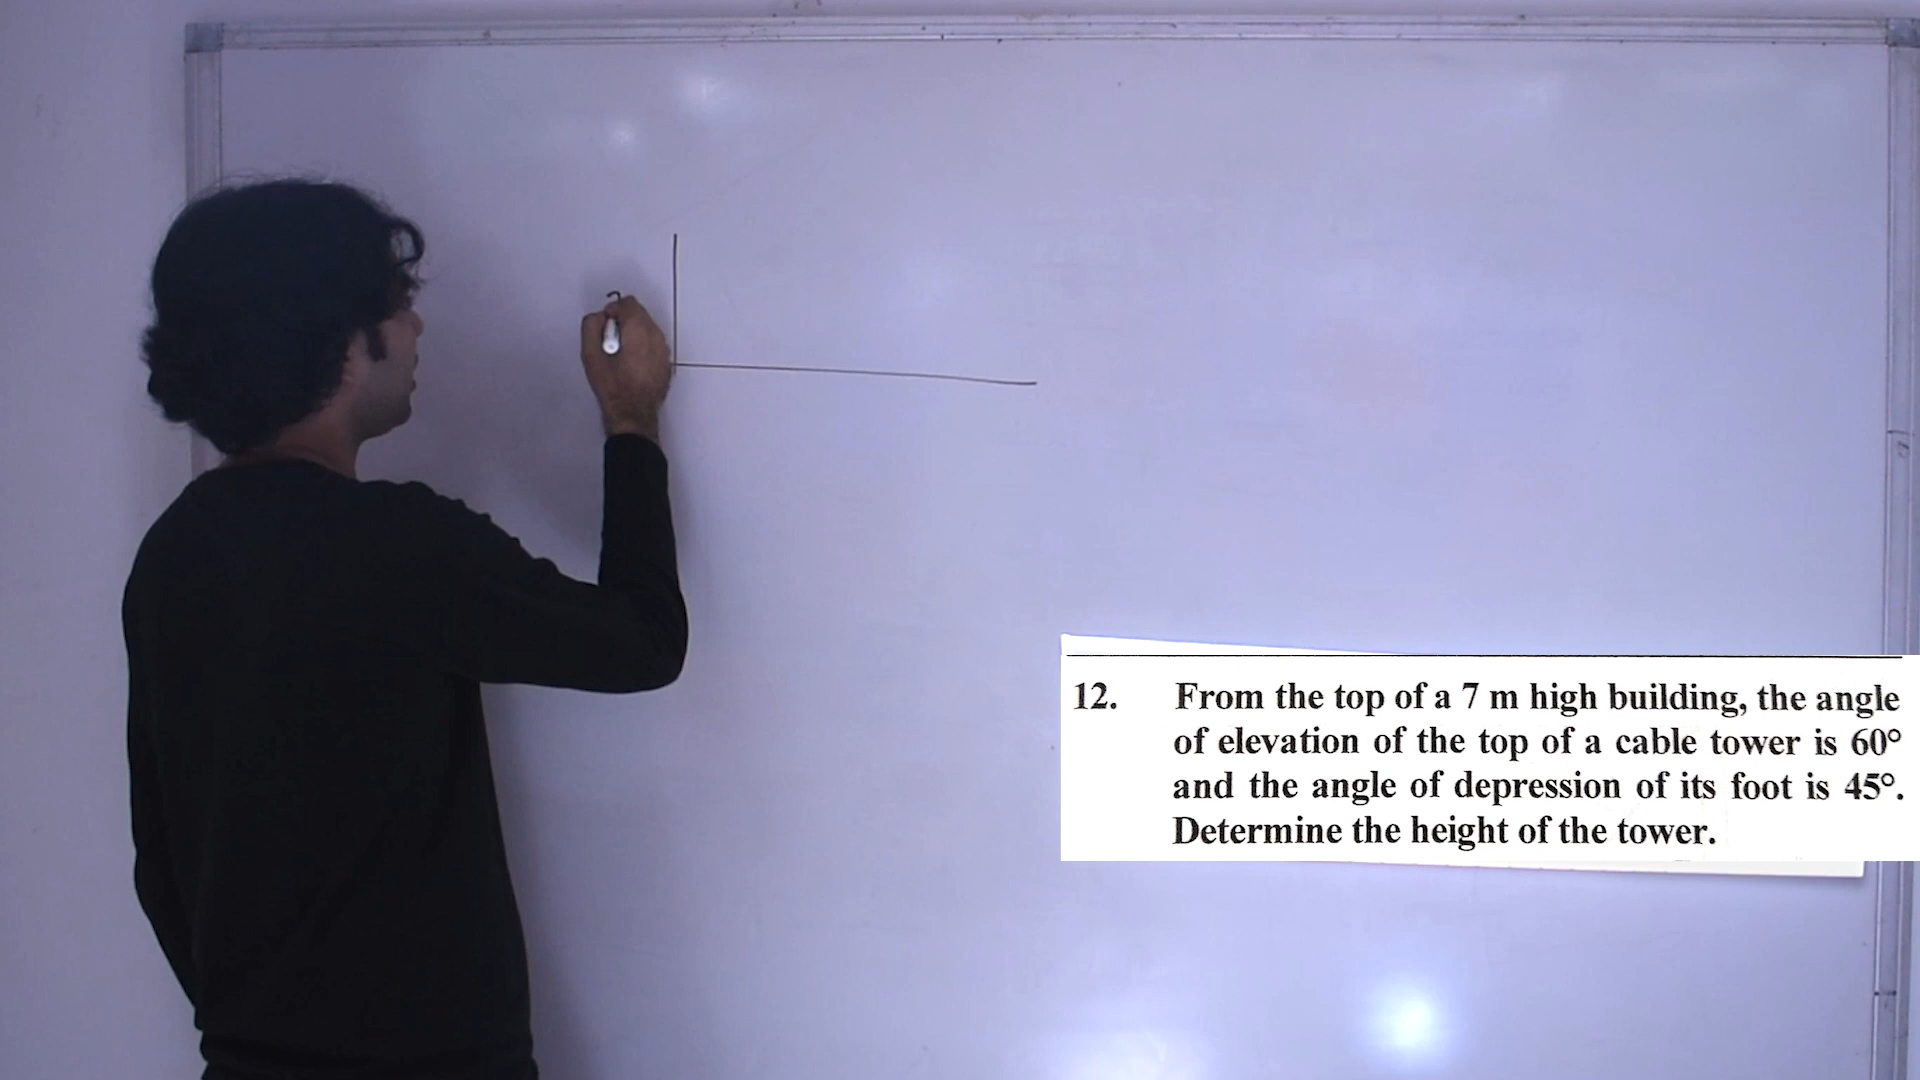 12. From the top of a 7 m high building, the angle
of elevation of the top of a cable tower is 60°
and the angle of depression of its foot is 45°.
Determine the height of the tower.